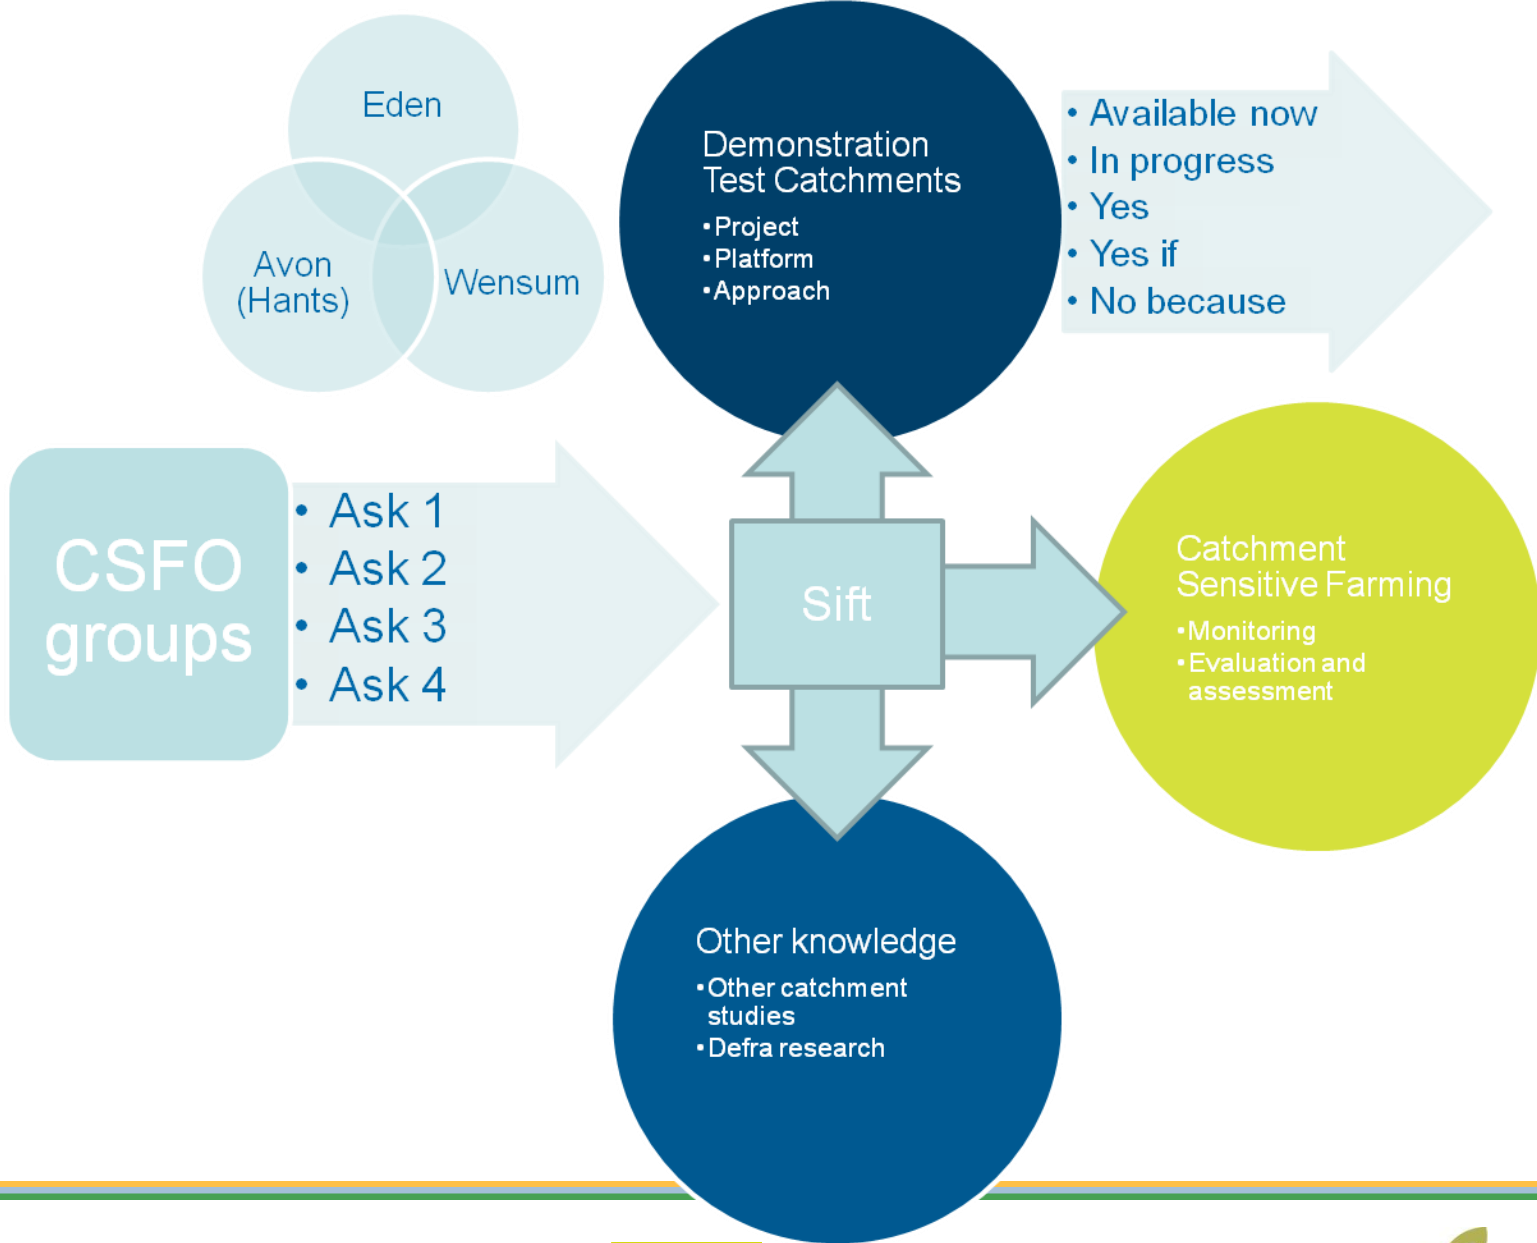 Eden
Avon
(Hants)
Wensum
Demonstration
Test Catchments
▪Project
▪Platform
▪Approach
• Available now
• In progress
• Yes
• Yes if
• No because
CSFO
groups
• Ask 1
• Ask 2
• Ask 3
• Ask 4
Sift
Catchment
Sensitive Farming
▪Monitoring
▪Evaluation and
assessment
Other knowledge
▪Other catchment
studies
▪Defra research